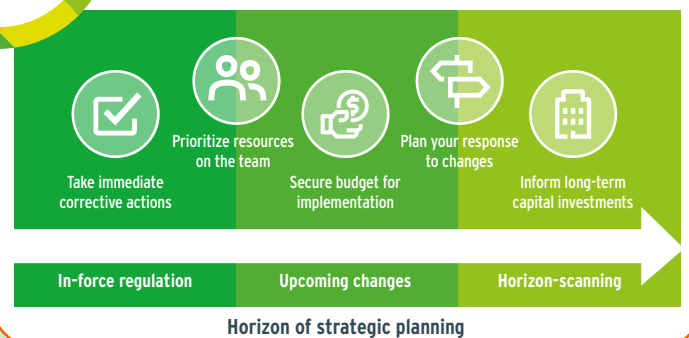 Prioritize resources
on the team
Plan your response
to changes
Take immediate
corrective actions
Secure budget for
implementation
Inform long-term
capital investments
In-force regulation
Upcoming changes
Horizon-scanning
Horizon of strategic planning